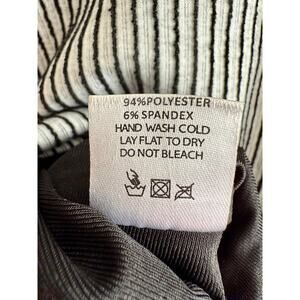 94%POLYESTER
6% SPANDEX
HAND WASH COLD
LAY FLAT TO DRY
DO NOT BLEACH